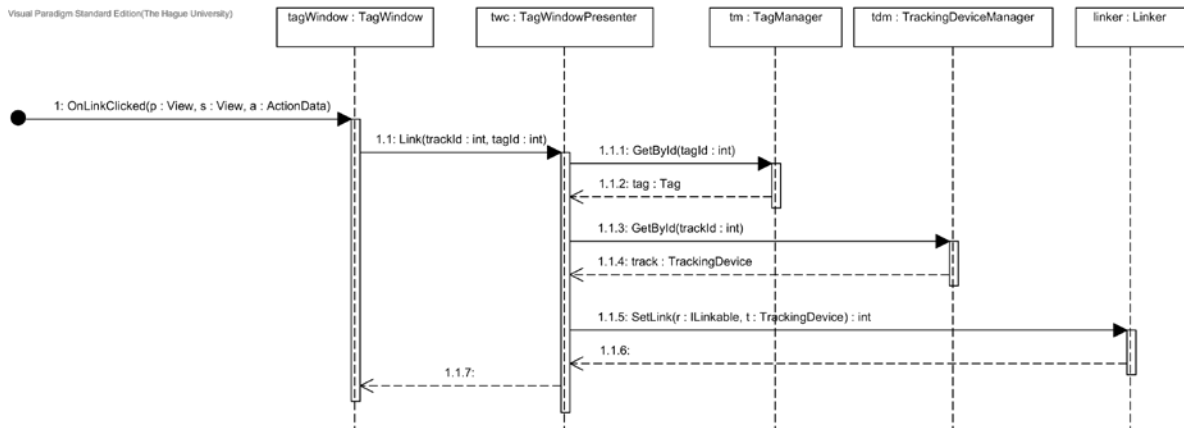 Visual Paradigm Standard Edition(The Hague University)
tagWindow : TagWindow
twc : TagWindowPresenter
tm : TagManager
tdm : TrackingDeviceManager
linker : Linker
1: OnLinkClicked(p : View, s : View, a : ActionData)
1.1: Link(trackId : int, tagId : int)
1.1.1: GetById(tagId : int)
1.1.2: tag : Tag
1.1.3: GetById(trackId : int)
1.1.4: track : TrackingDevice
1.1.5: SetLink(r : ILinkable, t : TrackingDevice) : int
1.1.6:
1.1.7: